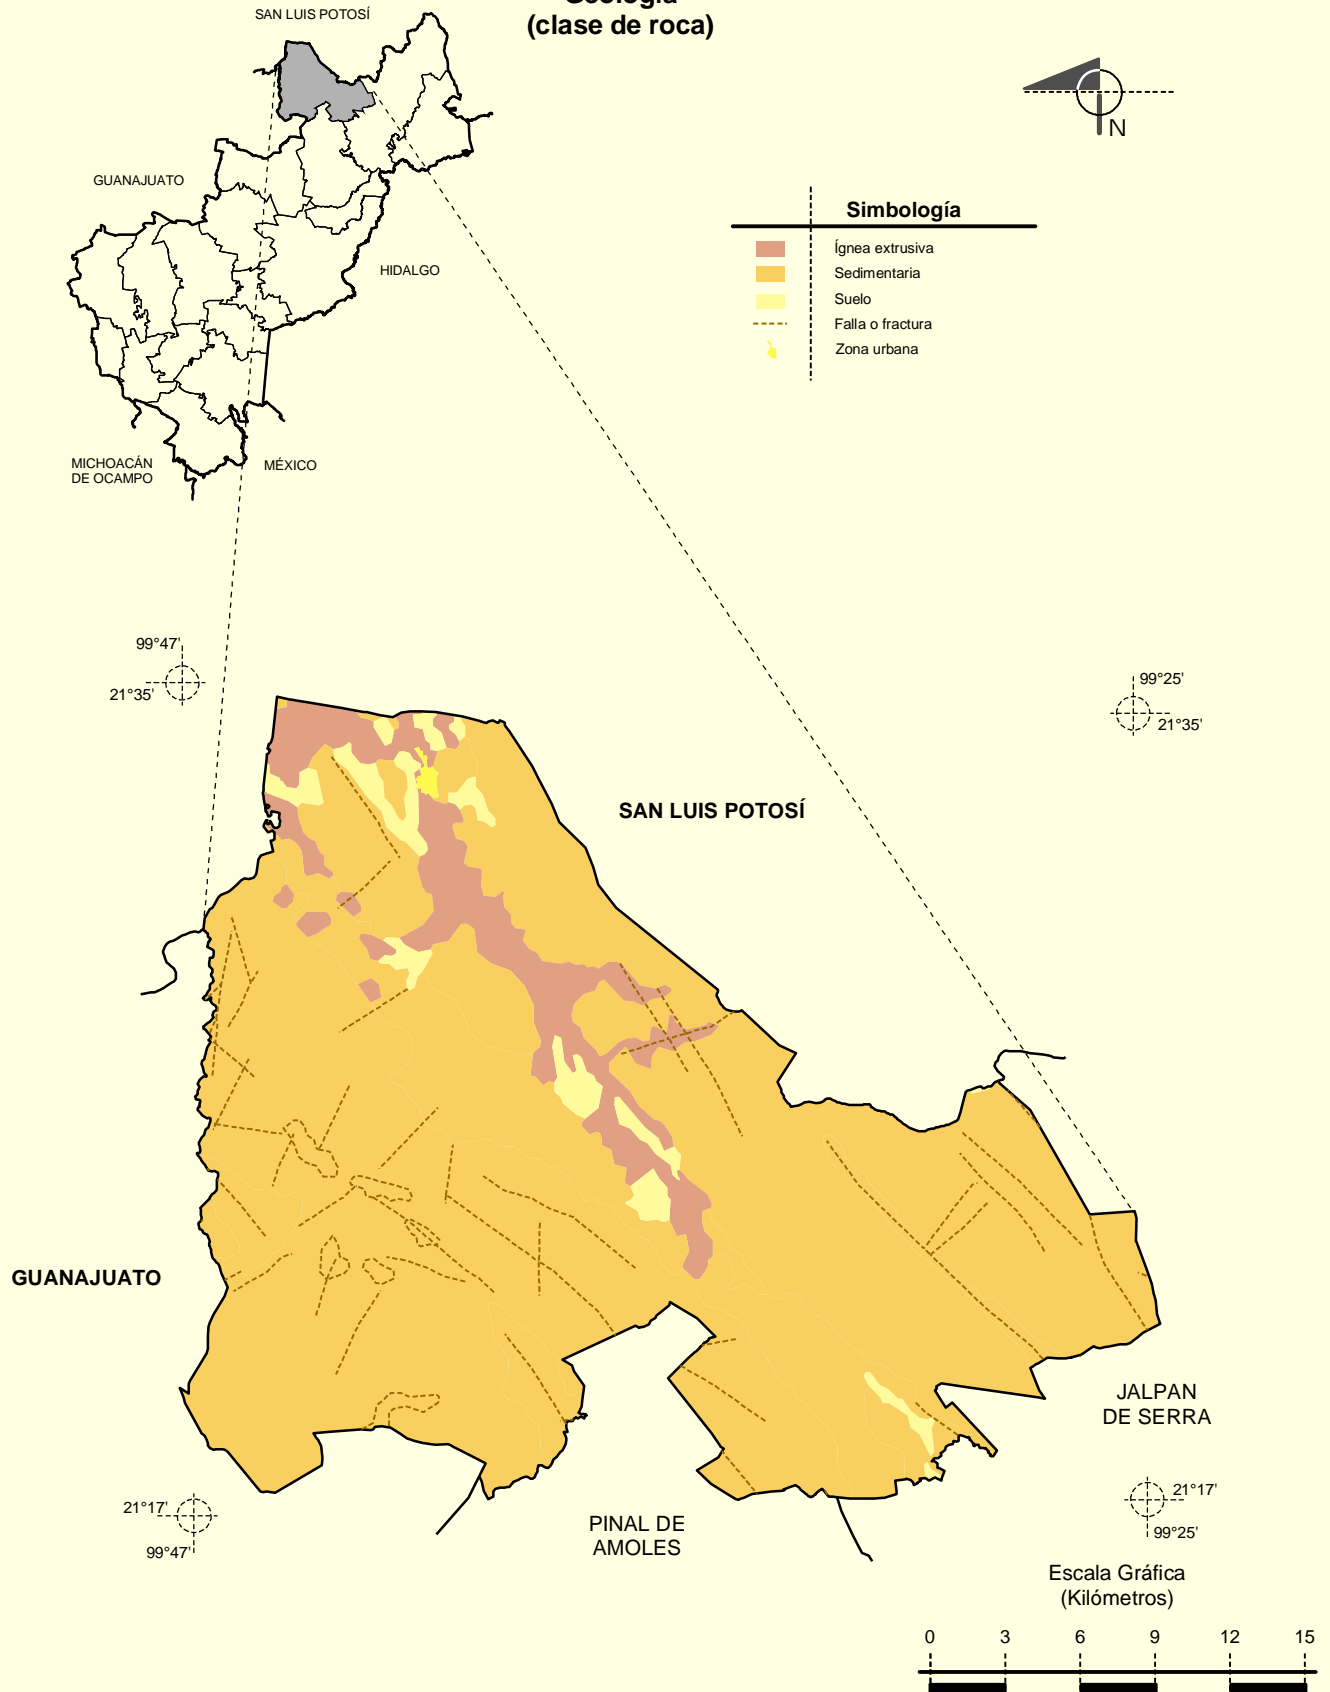 Geología
(clase de roca)
SAN LUIS POTOSÍ
GUANAJUATO
HIDALGO
MICHOACÁN
DE OCAMPO
MÉXICO
N
Simbología
Ígnea extrusiva
Sedimentaria
Suelo
Falla o fractura
Zona urbana
99°47'
21°35'
99°25'
21°35'
SAN LUIS POTOSÍ
GUANAJUATO
JALPAN
DE SERRA
PINAL DE
AMOLES
21°17'
99°47'
21°17'
99°25'
Escala Gráfica
(Kilómetros)
0 3 6 9 12 15